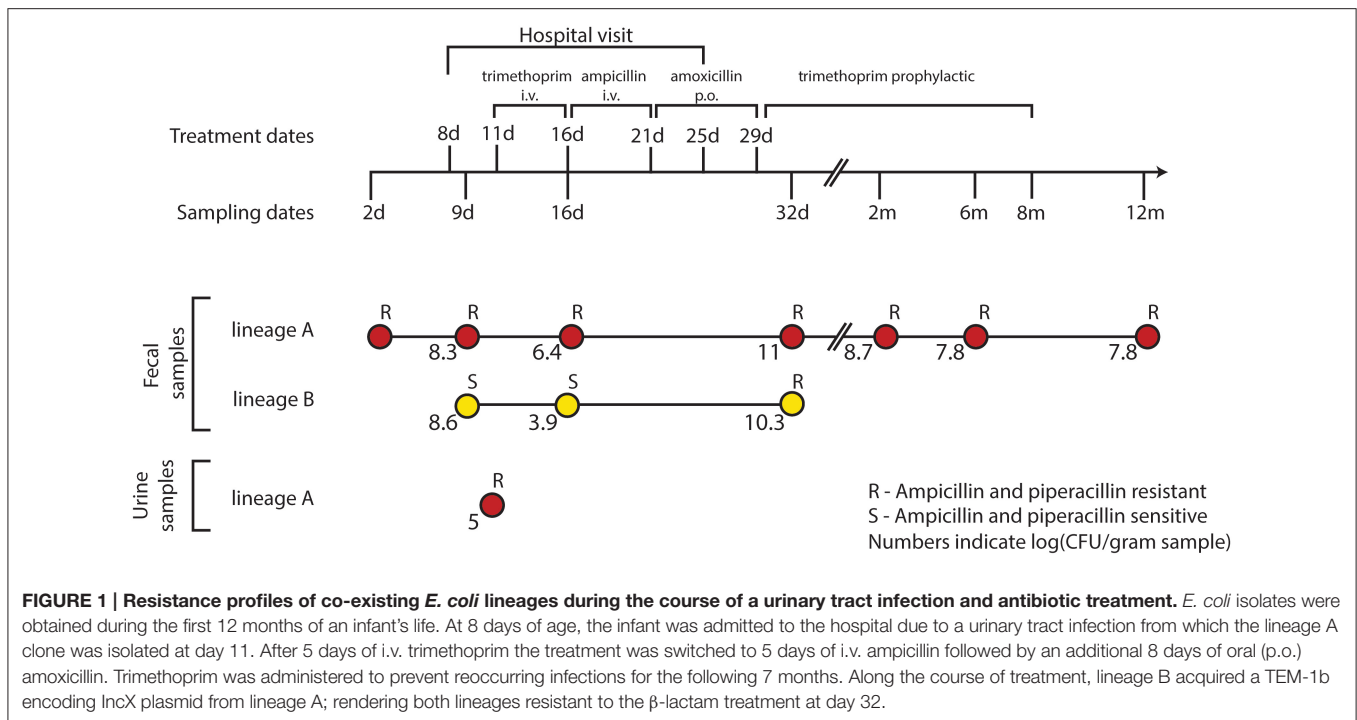 Hospital visit
trimethoprim ampicillin amoxicillin trimethoprim prophylactic
i.v. i.v. p.o.
Treatment dates 8d 11d 16d 21d 25d 29d
Sampling dates 2d 9d 16d 32d 2m 6m 8m 12m
Fecal samples
R R R R R R R
lineage A
8.3 6.4 11 8.7 7.8 7.8
S S R
lineage B
8.6 3.9 10.3
Urine samples
R
lineage A
5
R - Ampicillin and piperacillin resistant
S - Ampicillin and piperacillin sensitive
Numbers indicate log(CFU/gram sample)
FIGURE 1 | Resistance profiles of co-existing E. coli lineages during the course of a urinary tract infection and antibiotic treatment. E. coli isolates were
obtained during the first 12 months of an infant's life. At 8 days of age, the infant was admitted to the hospital due to a urinary tract infection from which the lineage A
clone was isolated at day 11. After 5 days of i.v. trimethoprim the treatment was switched to 5 days of i.v. ampicillin followed by an additional 8 days of oral (p.o.)
amoxicillin. Trimethoprim was administered to prevent reoccurring infections for the following 7 months. Along the course of treatment, lineage B acquired a TEM-1b
encoding IncX plasmid from lineage A; rendering both lineages resistant to the β-lactam treatment at day 32.